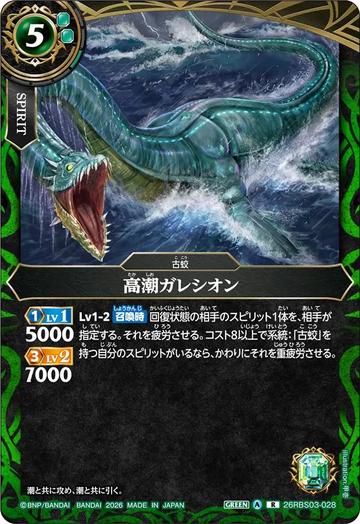 5
SPIRIT
古蛟
高潮ガレシオン
1 LV1 5000
3 LV2 7000
Lv1-2 召喚時 回復状態の相手のスピリット1体を、相手が
指定する。それを疲労させる。コスト8以上で系統:「古蛟」を
持つ自分のスピリットがいるなら、かわりにそれを重疲労させる。
潮と共に攻め、潮と共に引く。
©BNP/BANDAI BANDAI 2026 MADE IN JAPAN
GREEN A R 26RBS03-028